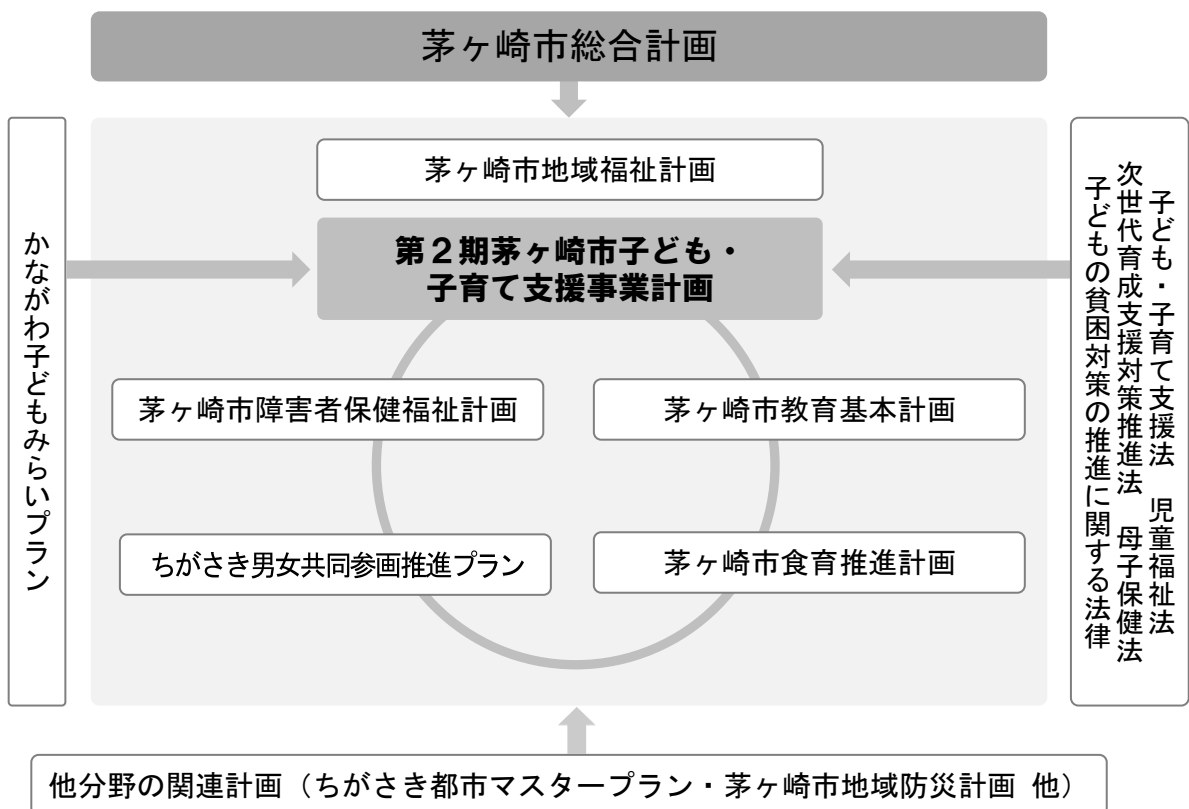 茅ヶ崎市総合計画
茅ヶ崎市地域福祉計画
第２期茅ヶ崎市子ども・
子育て支援事業計画
かながわ子どもみらいプラン
子ども・子育て支援法　児童福祉法
次世代育成支援対策推進法　母子保健法
子どもの貧困対策の推進に関する法律
茅ヶ崎市障害者保健福祉計画
茅ヶ崎市教育基本計画
ちがさき男女共同参画推進プラン
茅ヶ崎市食育推進計画
他分野の関連計画（ちがさき都市マスタープラン・茅ヶ崎市地域防災計画 他）